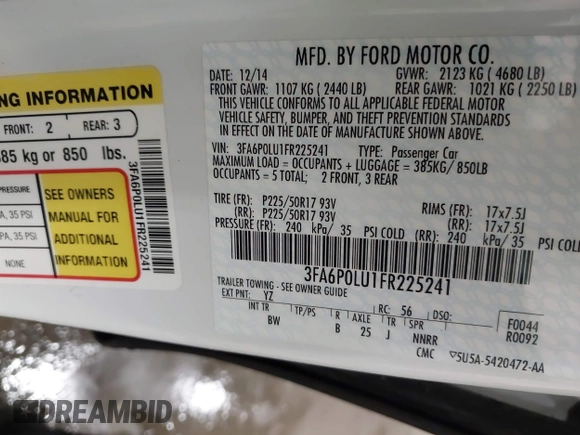 NG INFORMATION
FRONT: 2 REAR: 3
385 kg or 850 lbs.
PRESSURE
PA, 35 PSI
PA, 35 PSI
NONE
SEE OWNERS
MANUAL FOR
ADDITIONAL
INFORMATION
3FA6P0LU1FR225241
MFD. BY FORD MOTOR CO.
12/14 GVWR: 2123 KG ( 4680 LB)
FRONT GAWR: 1107 KG ( 2440 LB) REAR GAWR: 1021 KG ( 2250 LB)
THIS VEHICLE CONFORMS TO ALL APPLICABLE FEDERAL MOTOR
VEHICLE SAFETY, BUMPER, AND THEFT PREVENTION STANDARDS
IN EFFECT ON THE DATE OF MANUFACTURE SHOWN ABOVE.
VIN: 3FA6P0LU1FR225241 TYPE: Passenger Car
MAXIMUM LOAD = OCCUPANTS + LUGGAGE = 385KG/ 850LB
OCCUPANTS = 5 TOTAL; 2 FRONT, 3 REAR
TIRE (FR): P225/50R17 93V RIMS (FR): 17x7.5J
(RR): P225/50R17 93V (RR): 17x7.5J
PRESSURE (FR): 240 kPa/ 35 PSI COLD (RR): 240 kPa/ 35 PSI COLD
3FA6P0LU1FR225241
TRAILER TOWING - SEE OWNER GUIDE
EXT PNT: YZ RC: 56 DSO:
INT TR TP/PS R AXLE TR SPR F0044
BW B 25 J NNRR R0092
CMC 5U5A-5420472-AA
DREAMBID